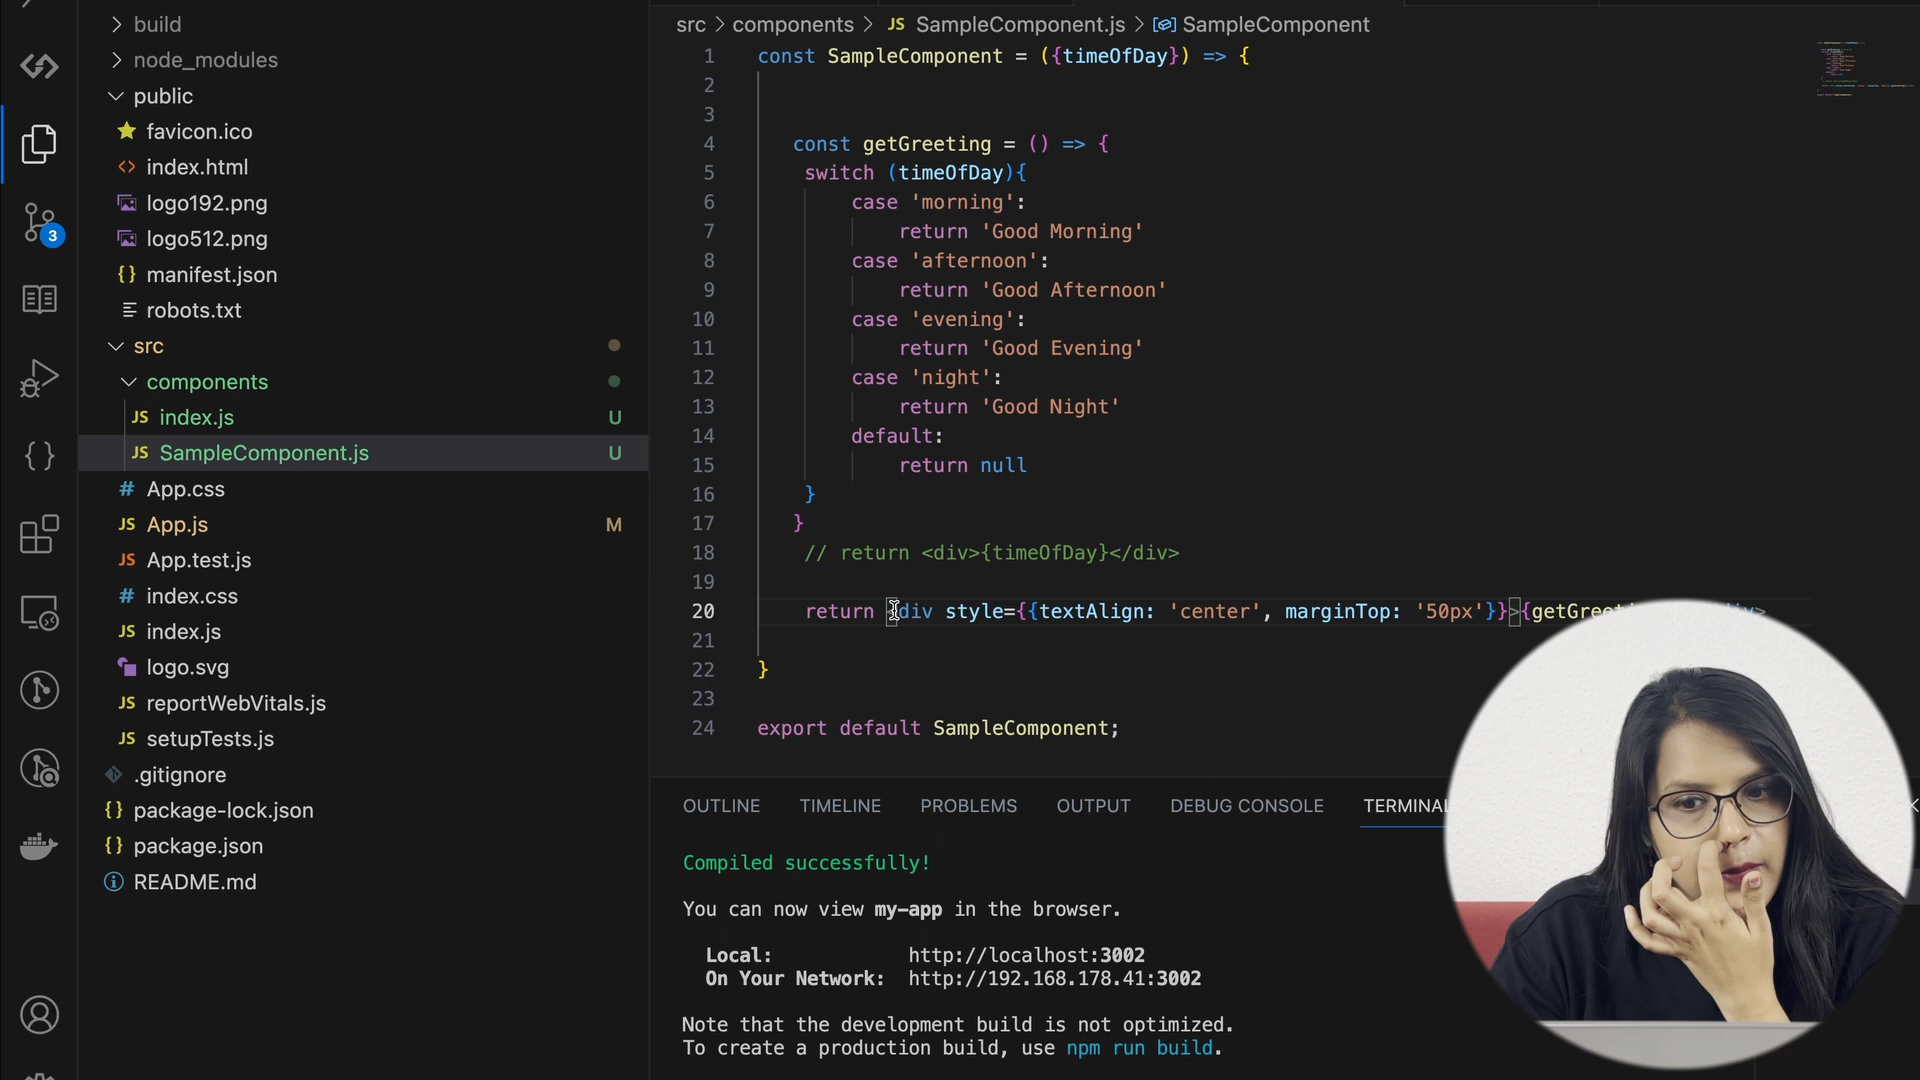 build
node_modules
public
favicon.ico
index.html
logo192.png
logo512.png
manifest.json
robots.txt
src
components
JS index.js U
JS SampleComponent.js U
# App.css
JS App.js M
JS App.test.js
# index.css
JS index.js
logo.svg
JS reportWebVitals.js
JS setupTests.js
.gitignore
{} package-lock.json
{} package.json
README.md
3
src > components > JS SampleComponent.js > SampleComponent
1 const SampleComponent = ({timeOfDay}) => {
2
3
4 const getGreeting = () => {
5 switch (timeOfDay){
6 case 'morning':
7 return 'Good Morning'
8 case 'afternoon':
9 return 'Good Afternoon'
10 case 'evening':
11 return 'Good Evening'
12 case 'night':
13 return 'Good Night'
14 default:
15 return null
16 }
17 }
18 // return <div>{timeOfDay}</div>
19
20 return <div style={{textAlign: 'center', marginTop: '50px'}}>{getGree
21
22 }
23
24 export default SampleComponent;
OUTLINE TIMELINE PROBLEMS OUTPUT DEBUG CONSOLE TERMINAL
Compiled successfully!
You can now view my-app in the browser.
Local: http://localhost:3002
On Your Network: http://192.168.178.41:3002
Note that the development build is not optimized.
To create a production build, use npm run build.